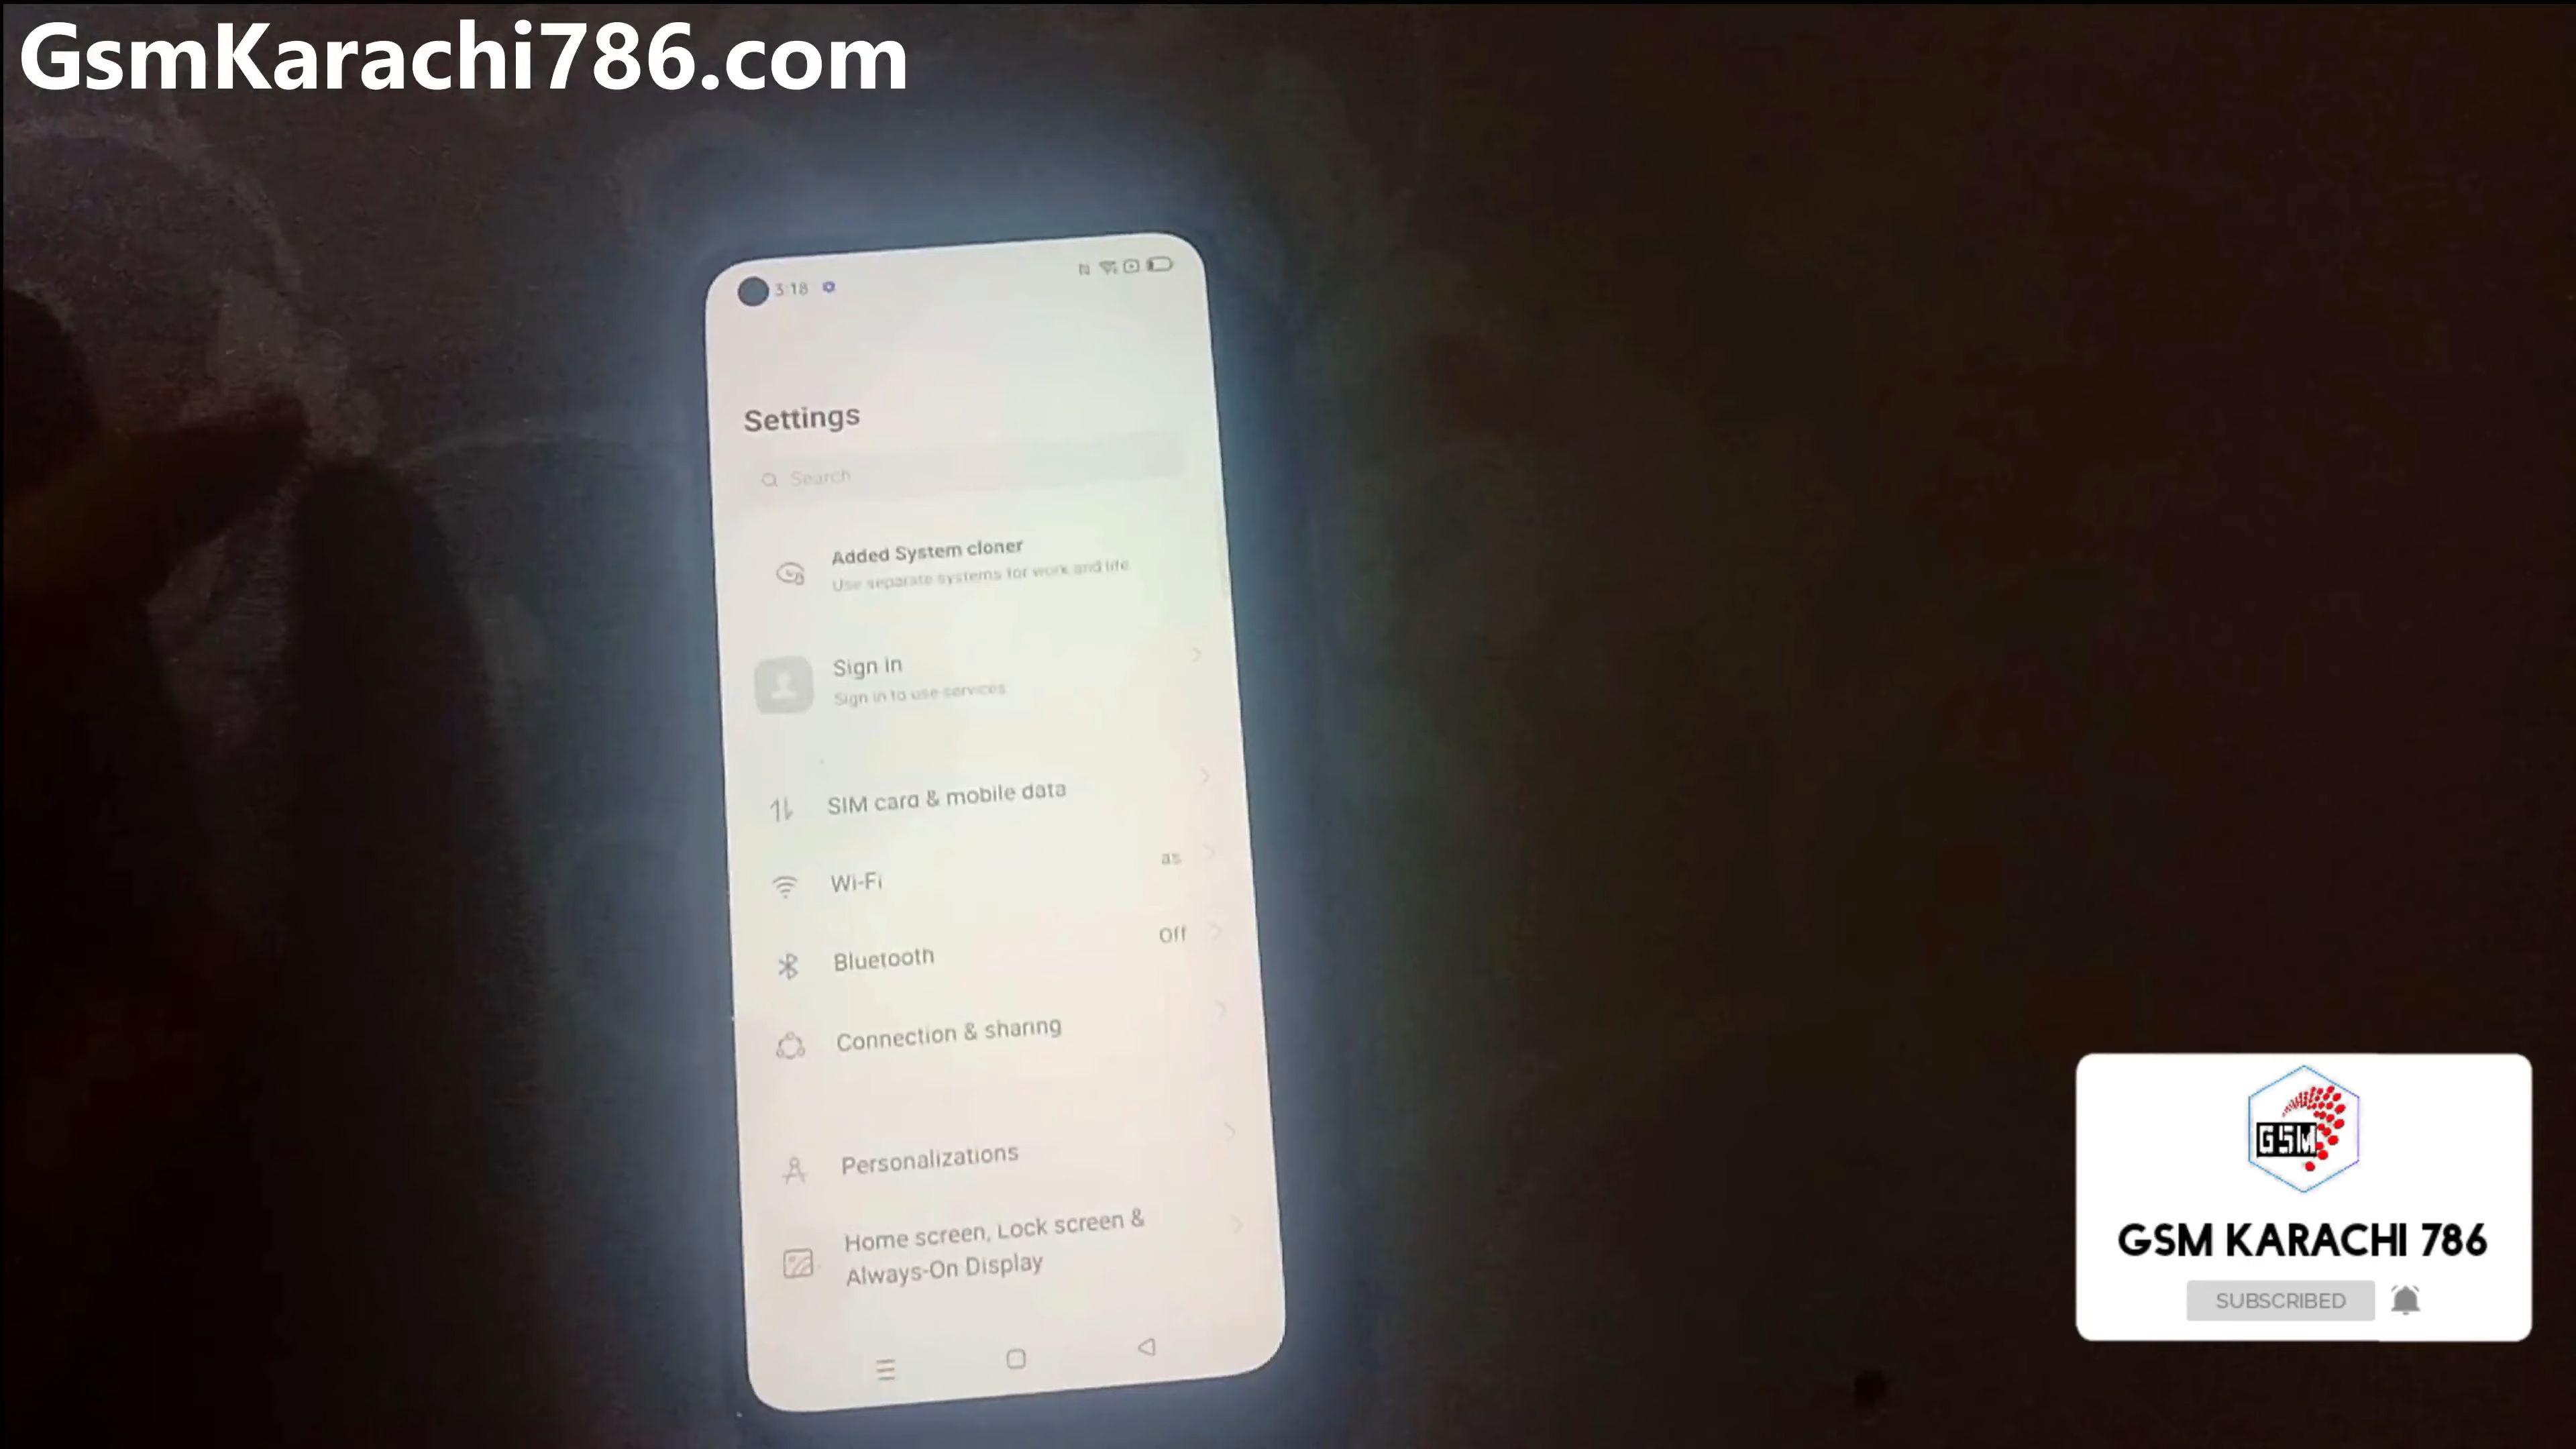 GsmKarachi786.com
3:18
Settings
Search
Added System cloner
Use separate systems for work and life
Sign in
Sign in to use services
SIM card & mobile data
Wi-Fi
as
Bluetooth
Off
Connection & sharing
Personalizations
Home screen, Lock screen &
Always-On Display
GSM
GSM KARACHI 786
SUBSCRIBED